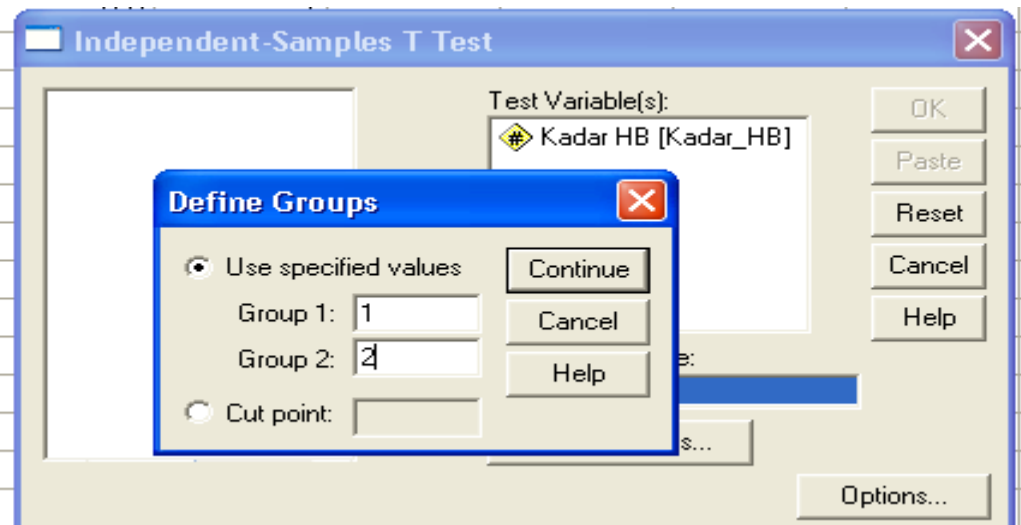 Independent-Samples T Test
Test Variable(s):
Kadar HB [Kadar_HB]
OK
Paste
Reset
Cancel
Help
Define Groups
Use specified values
Group 1: 1
Group 2: 2
Cut point:
Continue
Cancel
Help
e:
s...
Options...